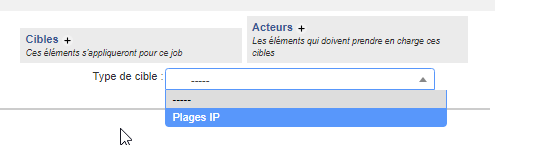 Cibles +
Ces éléments s'appliqueront pour ce job
Acteurs +
Les éléments qui doivent prendre en charge ces
cibles
Type de cible : -----
-----
Plages IP